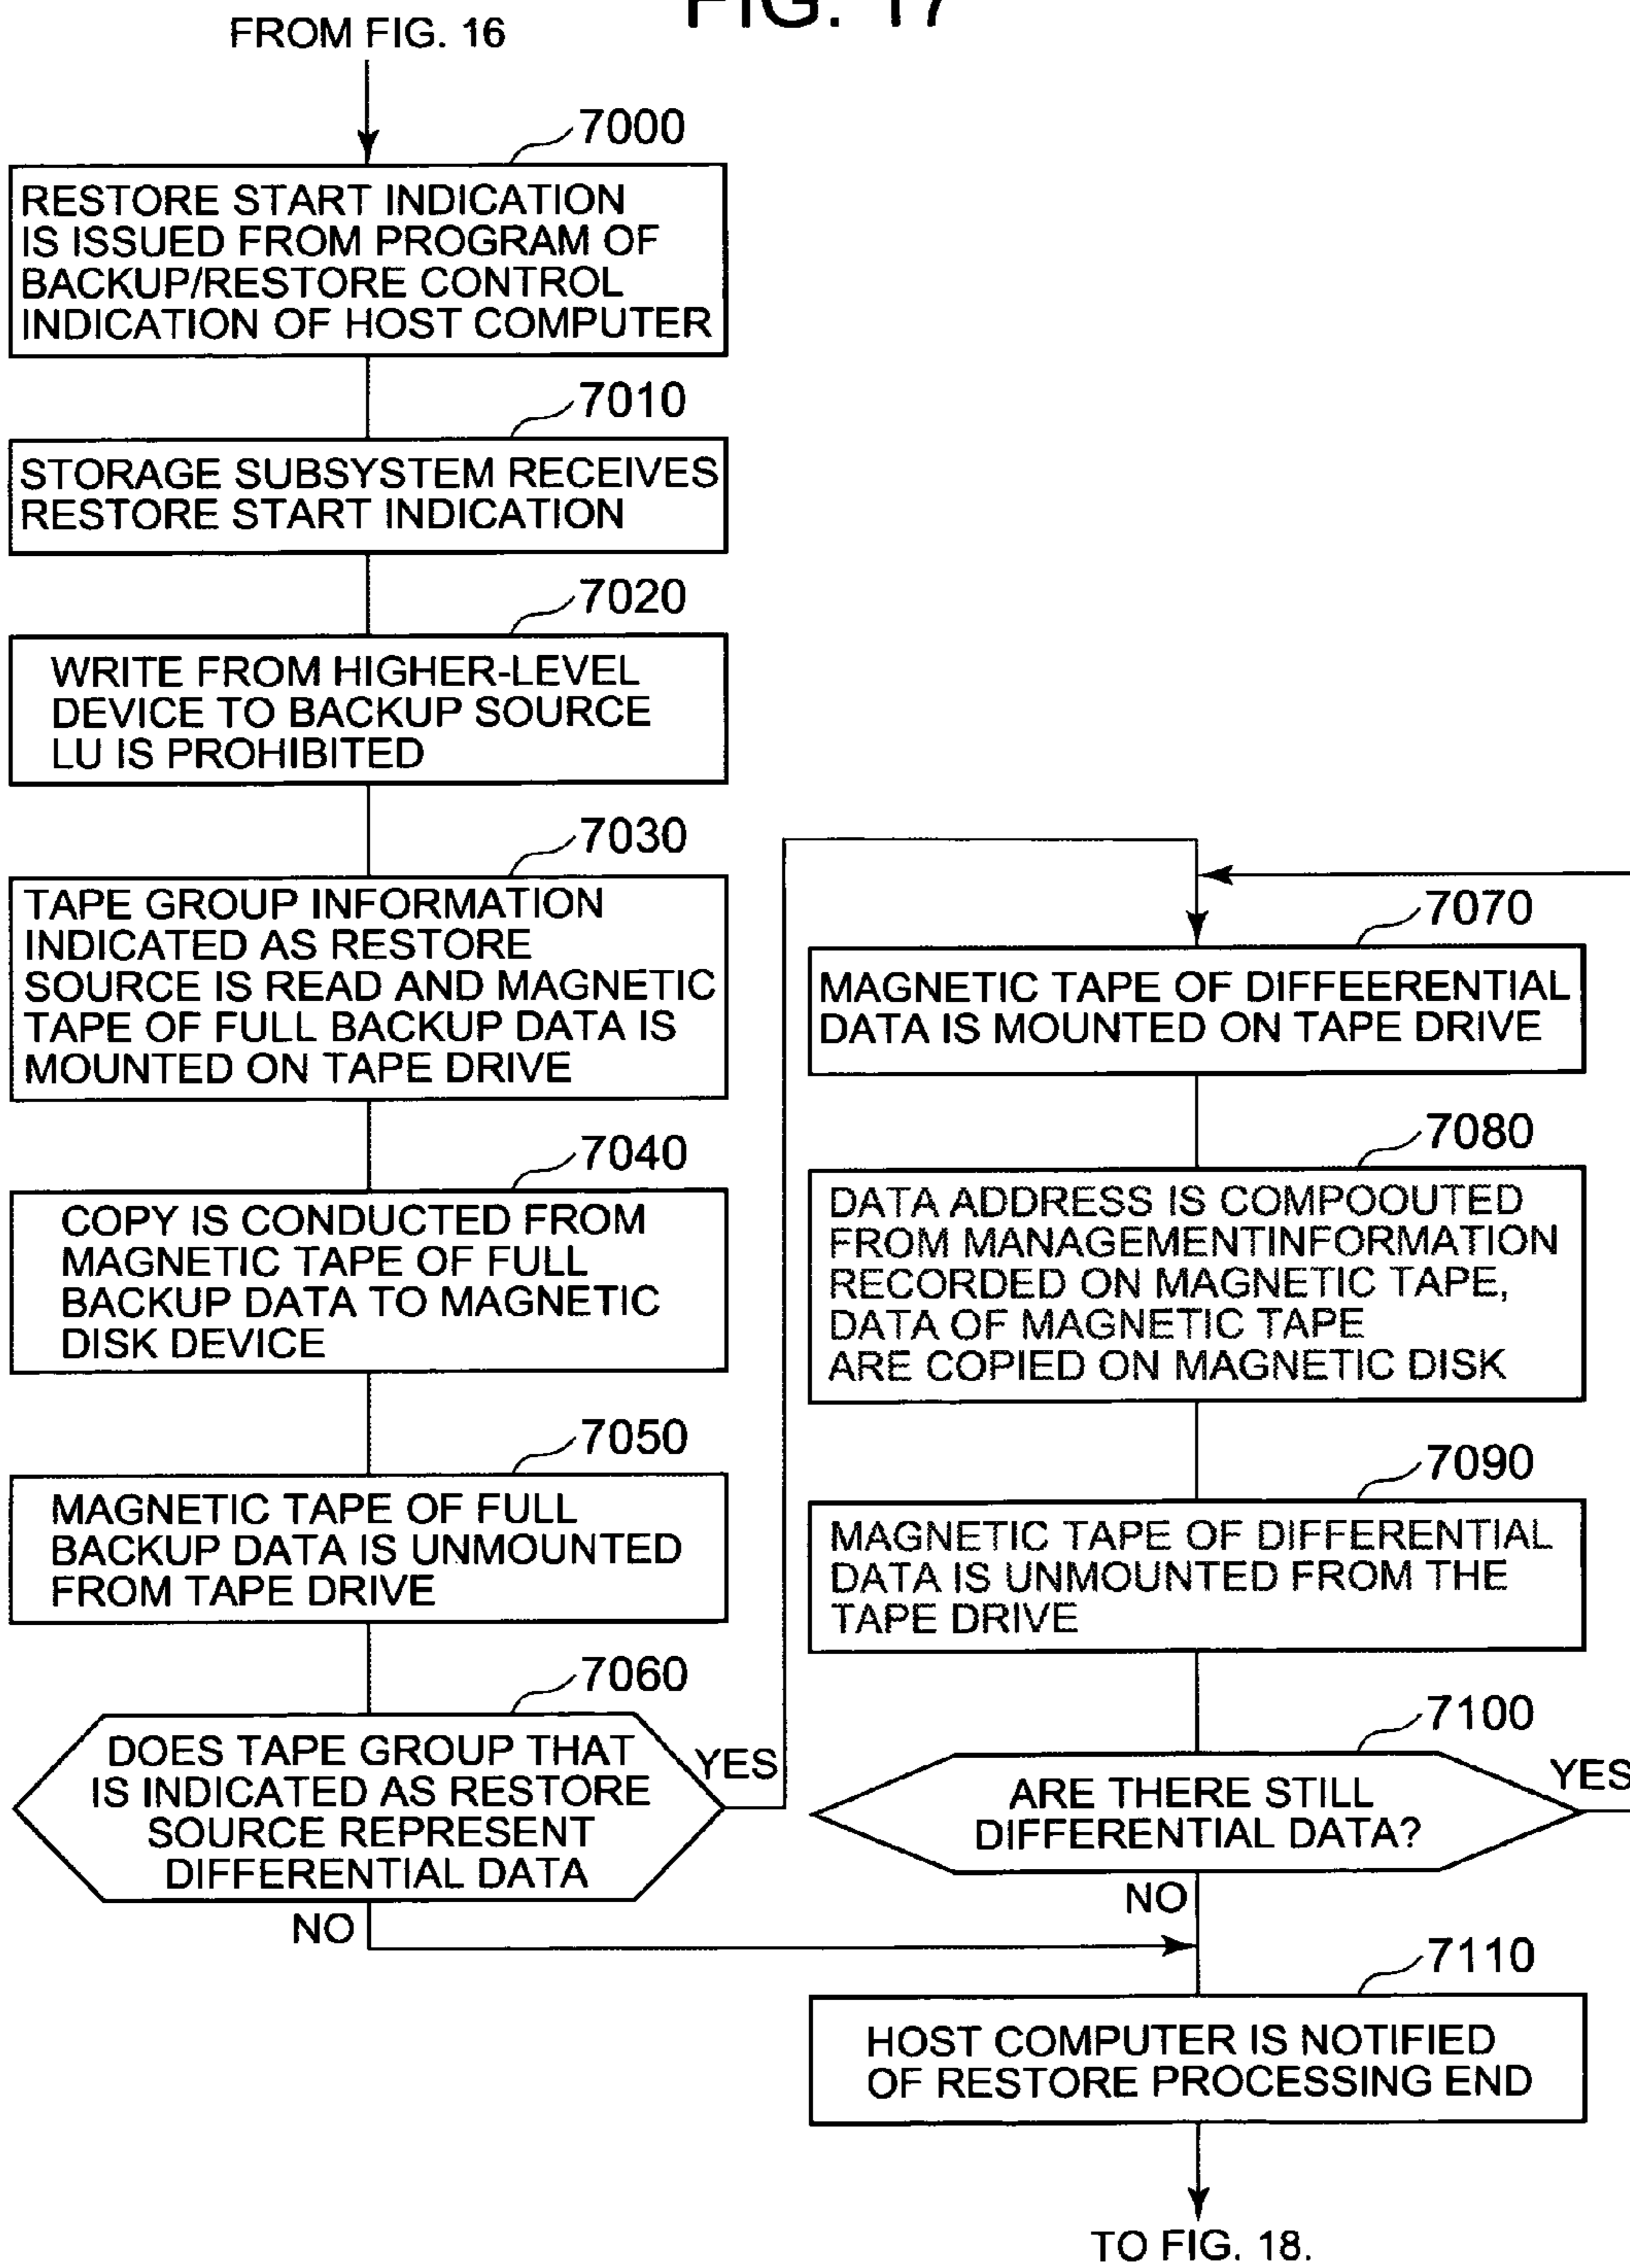 FIG. 17
FROM FIG. 16
7000
RESTORE START INDICATION
IS ISSUED FROM PROGRAM OF
BACKUP/RESTORE CONTROL
INDICATION OF HOST COMPUTER
7010
STORAGE SUBSYSTEM RECEIVES
RESTORE START INDICATION
7020
WRITE FROM HIGHER-LEVEL
DEVICE TO BACKUP SOURCE
LU IS PROHIBITED
7030
TAPE GROUP INFORMATION
INDICATED AS RESTORE
SOURCE IS READ AND MAGNETIC
TAPE OF FULL BACKUP DATA IS
MOUNTED ON TAPE DRIVE
7040
COPY IS CONDUCTED FROM
MAGNETIC TAPE OF FULL
BACKUP DATA TO MAGNETIC
DISK DEVICE
7050
MAGNETIC TAPE OF FULL
BACKUP DATA IS UNMOUNTED
FROM TAPE DRIVE
7060
DOES TAPE GROUP THAT
IS INDICATED AS RESTORE
SOURCE REPRESENT
DIFFERENTIAL DATA
YES
NO
7070
MAGNETIC TAPE OF DIFFEERENTIAL
DATA IS MOUNTED ON TAPE DRIVE
7080
DATA ADDRESS IS COMPOOUTED
FROM MANAGEMENTINFORMATION
RECORDED ON MAGNETIC TAPE,
DATA OF MAGNETIC TAPE
ARE COPIED ON MAGNETIC DISK
7090
MAGNETIC TAPE OF DIFFERENTIAL
DATA IS UNMOUNTED FROM THE
TAPE DRIVE
7100
ARE THERE STILL
DIFFERENTIAL DATA?
YES
NO
7110
HOST COMPUTER IS NOTIFIED
OF RESTORE PROCESSING END
TO FIG. 18.